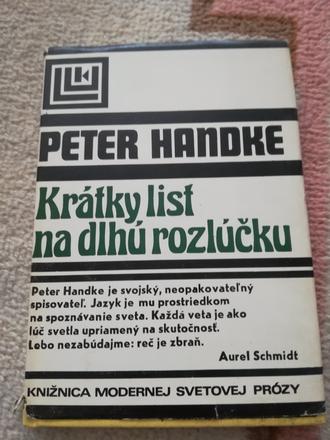 PETER HANDKE
Krátky list
na dlhú rozlúčku
Peter Handke je svojský, neopakovateľný
spisovateľ. Jazyk je mu prostriedkom
na spoznávanie sveta. Každá veta je ako
lúč svetla upriamený na skutočnosť.
Lebo nezabúdajme: reč je zbraň.
Aurel Schmidt
KNIŽNICA MODERNEJ SVETOVEJ PRÓZY